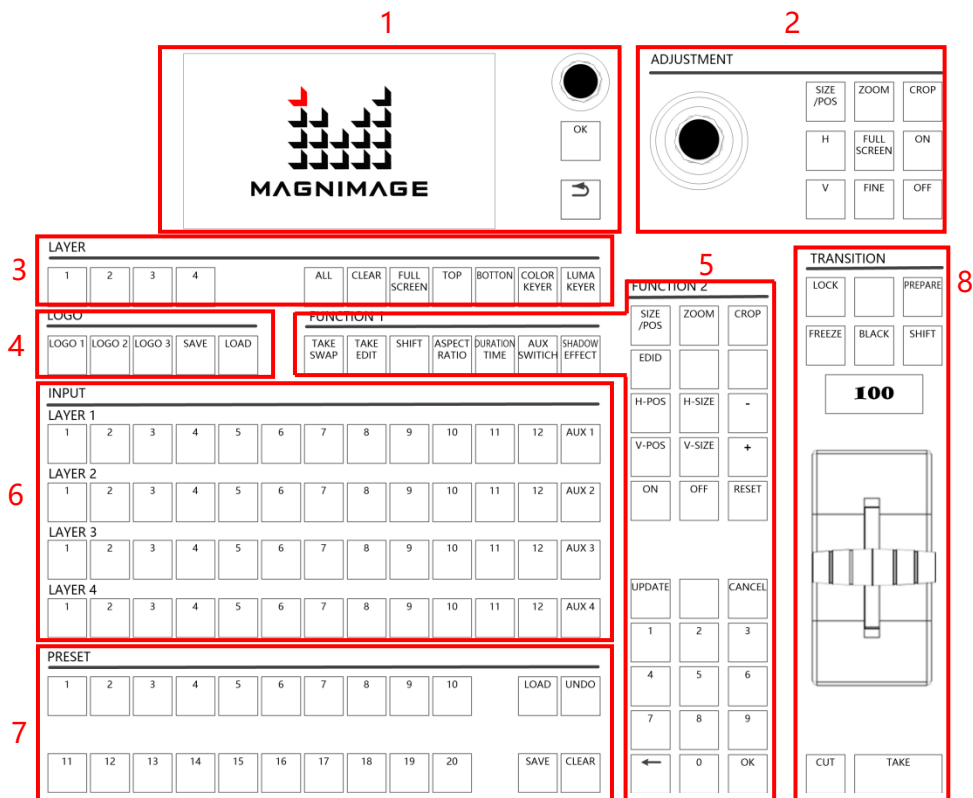 1
2
MAGNIMAGE
OK
ADJUSTMENT
SIZE /POS ZOOM CROP
H FULL SCREEN ON
V FINE OFF
3
LAYER
1 2 3 4 ALL CLEAR FULL SCREEN TOP BOTTON COLOR KEYER LUMA KEYER
4
LOGO
LOGO 1 LOGO 2 LOGO 3 SAVE LOAD
FUNCTION 1
TAKE SWAP TAKE EDIT SHIFT ASPECT RATIO DURATION TIME AUX SWITICH SHADOW EFFECT
5
FUNCTION 2
SIZE /POS ZOOM CROP
EDID
H-POS H-SIZE -
V-POS V-SIZE +
ON OFF RESET
UPDATE CANCEL
1 2 3
4 5 6
7 8 9
← 0 OK
6
INPUT
LAYER 1
1 2 3 4 5 6 7 8 9 10 11 12 AUX 1
LAYER 2
1 2 3 4 5 6 7 8 9 10 11 12 AUX 2
LAYER 3
1 2 3 4 5 6 7 8 9 10 11 12 AUX 3
LAYER 4
1 2 3 4 5 6 7 8 9 10 11 12 AUX 4
7
PRESET
1 2 3 4 5 6 7 8 9 10 LOAD UNDO
11 12 13 14 15 16 17 18 19 20 SAVE CLEAR
8
TRANSITION
LOCK PREPARE
FREEZE BLACK SHIFT
100
CUT TAKE